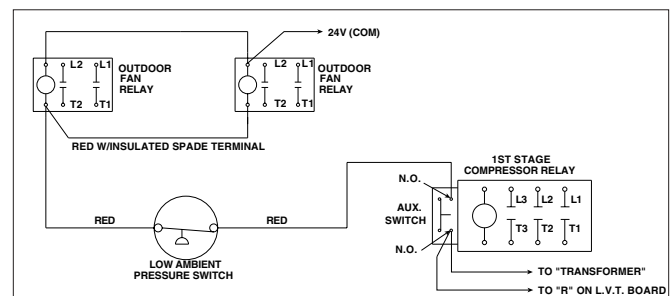 24V (COM)
L2 L1
OUTDOOR
FAN
RELAY
T2 T1
L2 L1
OUTDOOR
FAN
RELAY
T2 T1
RED W/INSULATED SPADE TERMINAL
1ST STAGE
COMPRESSOR RELAY
N.O.
L3 L2 L1
AUX.
SWITCH
T3 T2 T1
RED
RED
N.O.
LOW AMBIENT
PRESSURE SWITCH
TO "TRANSFORMER"
TO "R" ON L.V.T. BOARD